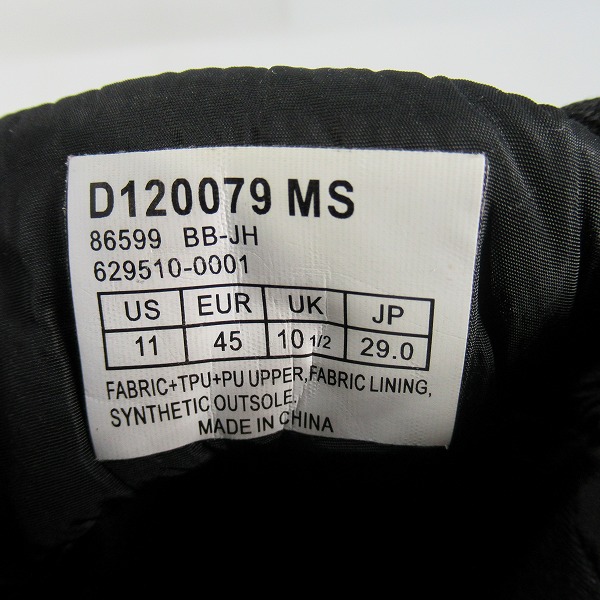 D120079 MS
86599 BB-JH
629510-0001
US EUR UK JP
11 45 10 1/2 29.0
FABRIC+TPU+PU UPPER,FABRIC LINING,
SYNTHETIC OUTSOLE.
MADE IN CHINA